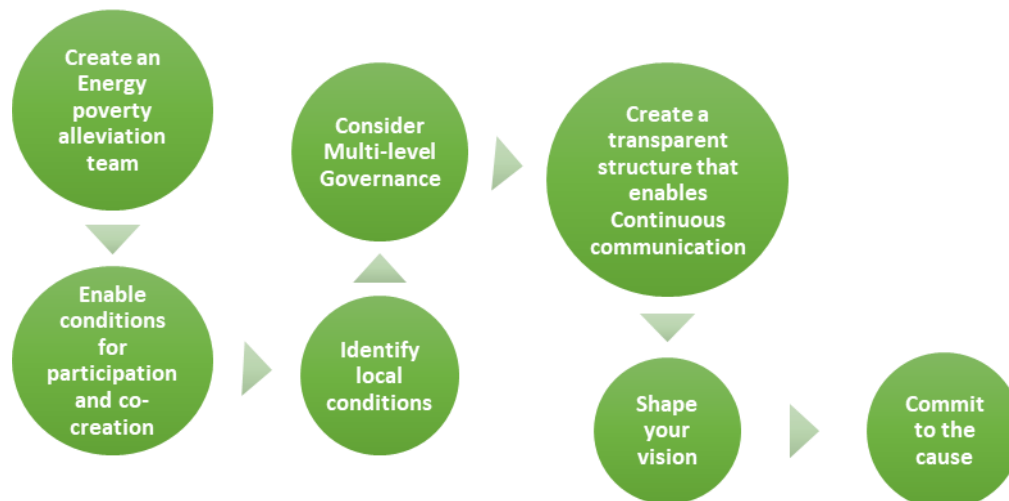 Create an
Energy
poverty
alleviation
team
Enable
conditions
for
participation
and co-
creation
Identify
local
conditions
Consider
Multi-level
Governance
Create a
transparent
structure that
enables
Continuous
communication
Shape
your
vision
Commit
to the
cause